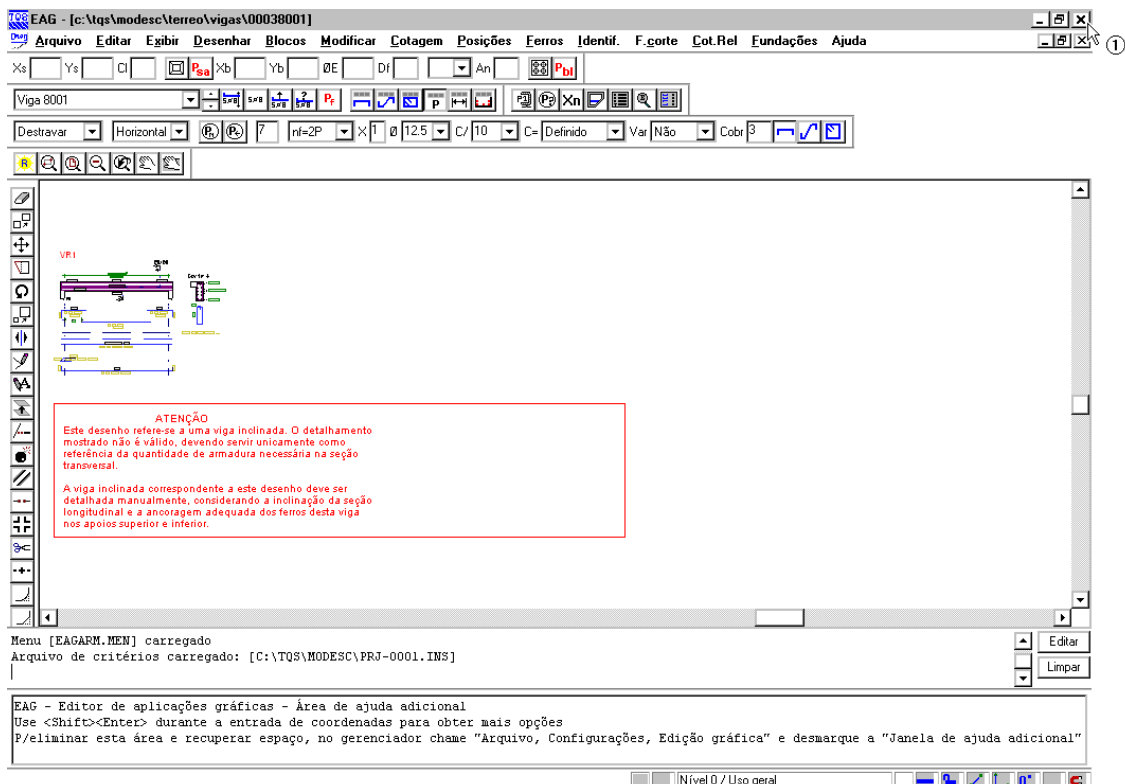 TQS EAG - [c:\tqs\modesc\terreo\vigas\00038001]
Arquivo Editar Exibir Desenhar Blocos Modificar Cotagem Posições Ferros Identif. F.corte Cot.Rel Fundações Ajuda
1
Xs Ys Cl Psa Xb Yb ØE Df An Pbl
Viga 8001 PF P Xn
Destravar Horizontal 7 nf=2P X 1 Ø 12.5 C/ 10 C= Definido Var Não Cobr 3
R
VR1
Corte A
ATENÇÃO
Este desenho refere-se a uma viga inclinada. O detalhamento
mostrado não é válido, devendo servir unicamente como
referência da quantidade de armadura necessária na seção
transversal.
A viga inclinada correspondente a este desenho deve ser
detalhada manualmente, considerando a inclinação da seção
longitudinal e a ancoragem adequada dos ferros desta viga
nos apoios superior e inferior.
Menu [EAGARM.MEN] carregado
Editar
Arquivo de critérios carregado: [C:\TQS\MODESC\PRJ-0001.INS]
Limpar
EAG - Editor de aplicações gráficas - Área de ajuda adicional
Use <Shift><Enter> durante a entrada de coordenadas para obter mais opções
P/eliminar esta área e recuperar espaço, no gerenciador chame "Arquivo, Configurações, Edição gráfica" e desmarque a "Janela de ajuda adicional"
Nível 0 / Uso geral